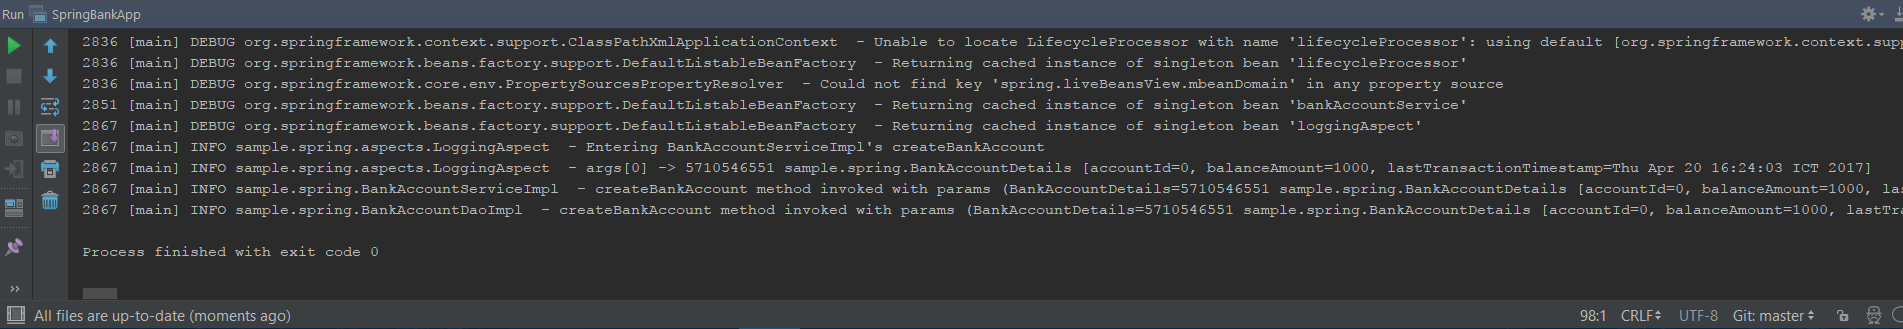 Run SpringBankApp
2836 [main] DEBUG org.springframework.context.support.ClassPathXmlApplicationContext  - Unable to locate LifecycleProcessor with name 'lifecycleProcessor': using default [org.springframework.context.supp
2836 [main] DEBUG org.springframework.beans.factory.support.DefaultListableBeanFactory  - Returning cached instance of singleton bean 'lifecycleProcessor'
2836 [main] DEBUG org.springframework.core.env.PropertySourcesPropertyResolver  - Could not find key 'spring.liveBeansView.mbeanDomain' in any property source
2851 [main] DEBUG org.springframework.beans.factory.support.DefaultListableBeanFactory  - Returning cached instance of singleton bean 'bankAccountService'
2867 [main] DEBUG org.springframework.beans.factory.support.DefaultListableBeanFactory  - Returning cached instance of singleton bean 'loggingAspect'
2867 [main] INFO sample.spring.aspects.LoggingAspect  - Entering BankAccountServiceImpl's createBankAccount
2867 [main] INFO sample.spring.aspects.LoggingAspect  - args[0] -> 5710546551 sample.spring.BankAccountDetails [accountId=0, balanceAmount=1000, lastTransactionTimestamp=Thu Apr 20 16:24:03 ICT 2017]
2867 [main] INFO sample.spring.BankAccountServiceImpl  - createBankAccount method invoked with params (BankAccountDetails=5710546551 sample.spring.BankAccountDetails [accountId=0, balanceAmount=1000, las
2867 [main] INFO sample.spring.BankAccountDaoImpl  - createBankAccount method invoked with params (BankAccountDetails=5710546551 sample.spring.BankAccountDetails [accountId=0, balanceAmount=1000, lastTra
Process finished with exit code 0
All files are up-to-date (moments ago) 98:1 CRLF UTF-8 Git: master